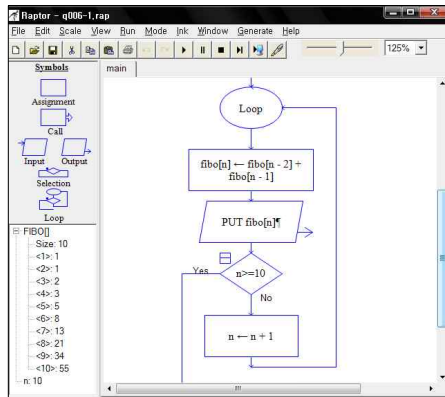 Raptor - q006-1.rap
File Edit Scale View Run Mode Ink Window Generate Help
125%
Symbols
Assignment
Call
Input Output
Selection
Loop
FIBO[]
Size: 10
<1>: 1
<2>: 1
<3>: 2
<4>: 3
<5>: 5
<6>: 8
<7>: 13
<8>: 21
<9>: 34
<10>: 55
n: 10
main
Loop
fibo[n] ← fibo[n - 2] +
fibo[n - 1]
PUT fibo[n]¶
Yes
n>=10
No
n ← n + 1